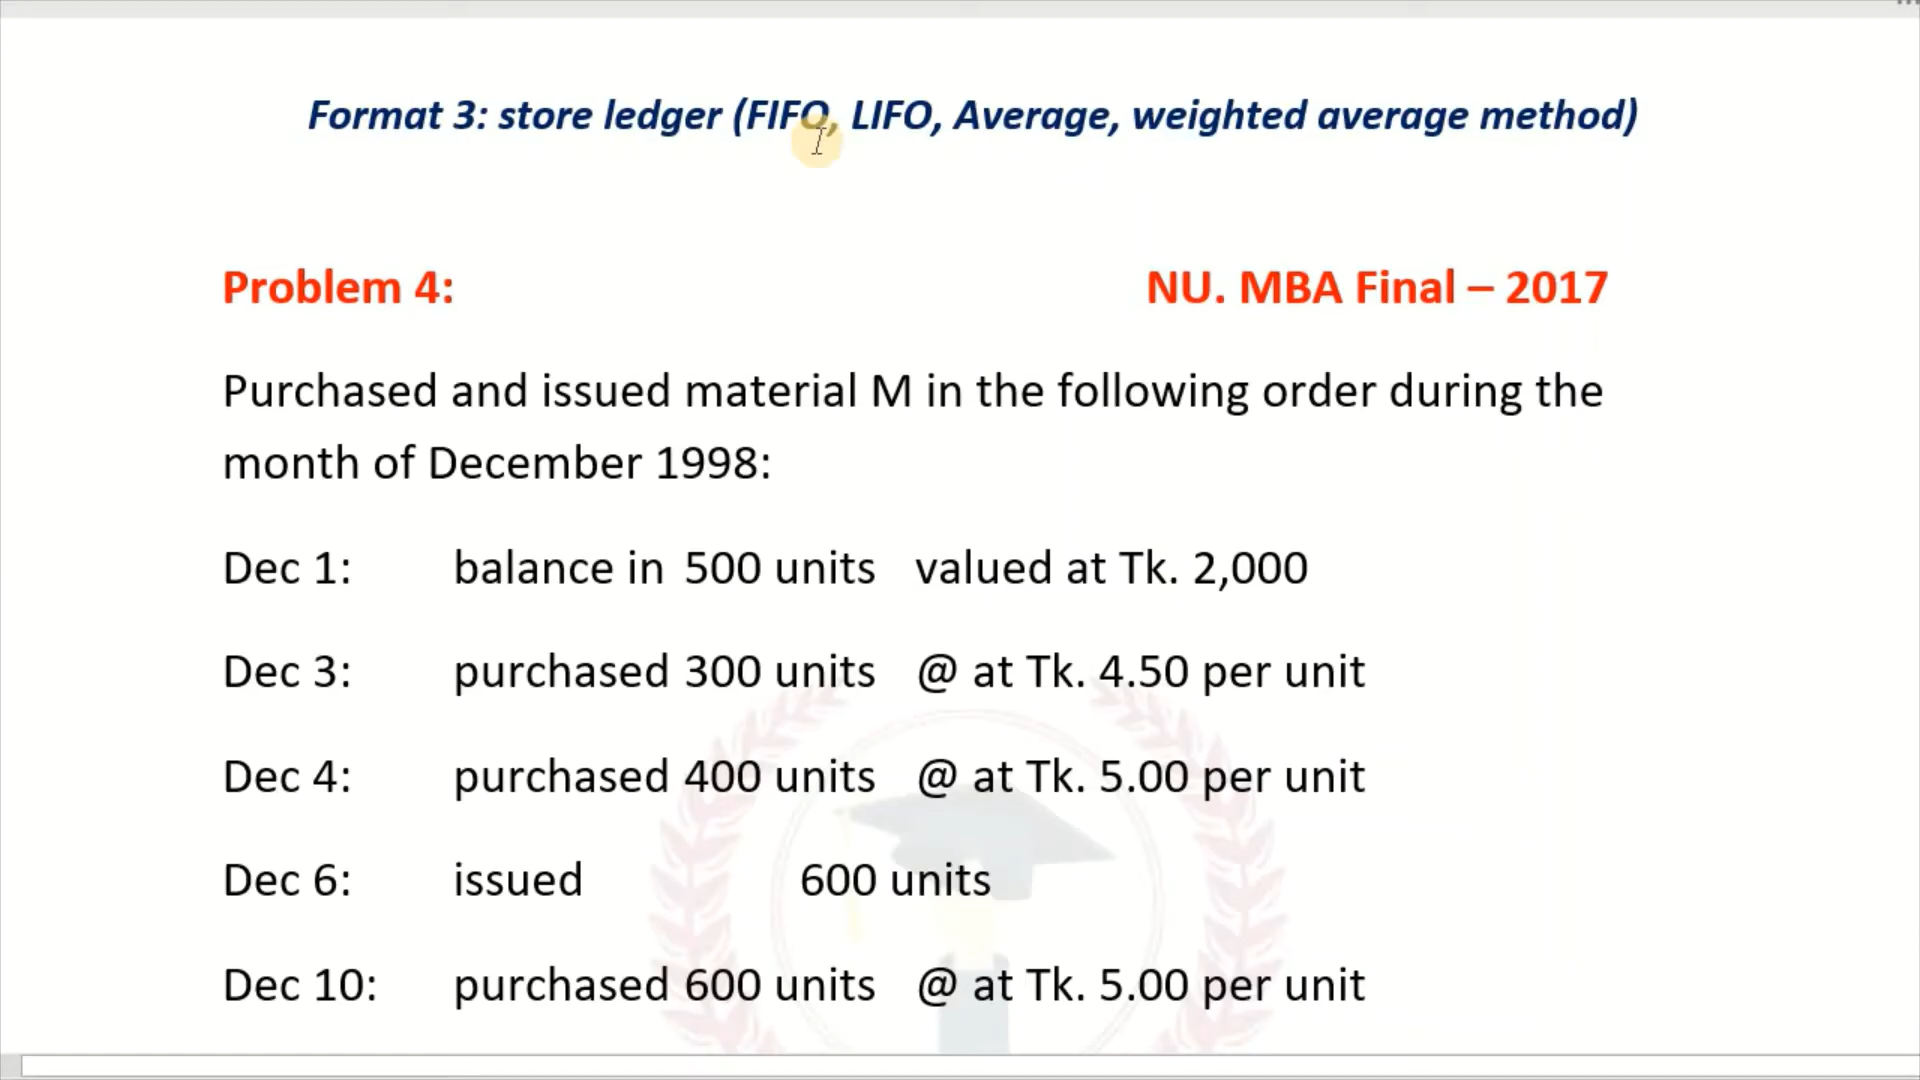 Format 3: store ledger (FIFO, LIFO, Average, weighted average method)
Problem 4: NU. MBA Final – 2017
Purchased and issued material M in the following order during the
month of December 1998:
Dec 1: balance in 500 units valued at Tk. 2,000
Dec 3: purchased 300 units @ at Tk. 4.50 per unit
Dec 4: purchased 400 units @ at Tk. 5.00 per unit
Dec 6: issued 600 units
Dec 10: purchased 600 units @ at Tk. 5.00 per unit